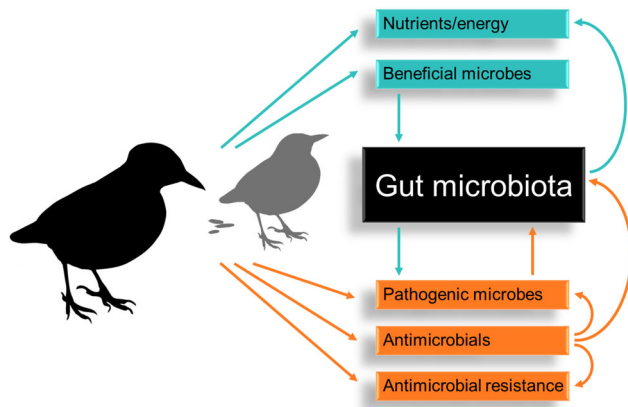 Nutrients/energy
Beneficial microbes
Gut microbiota
Pathogenic microbes
Antimicrobials
Antimicrobial resistance